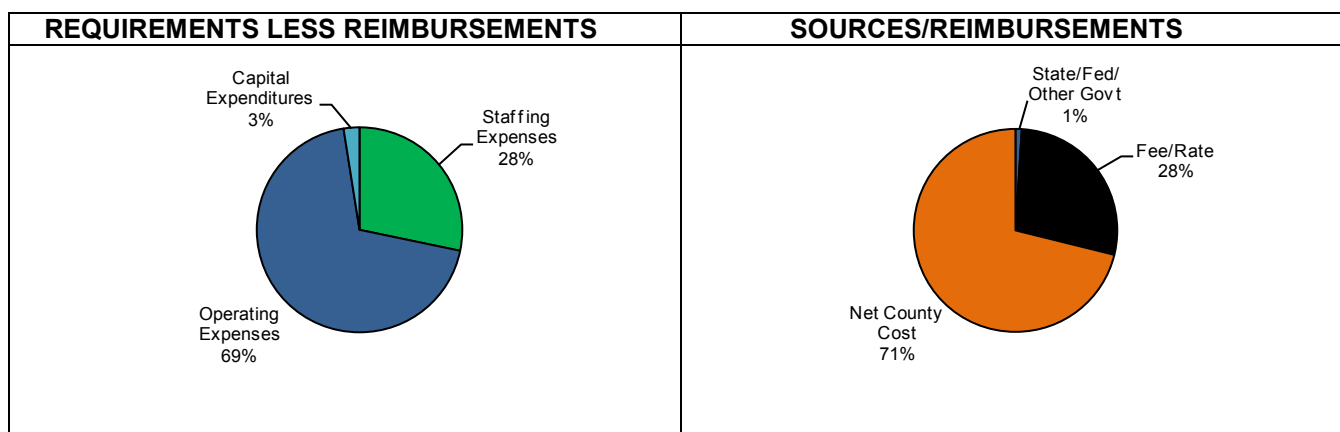 REQUIREMENTS LESS REIMBURSEMENTS
Capital
Expenditures
3%
Staffing
Expenses
28%
Operating
Expenses
69%
SOURCES/REIMBURSEMENTS
State/Fed/
Other Govt
1%
Fee/Rate
28%
Net County
Cost
71%